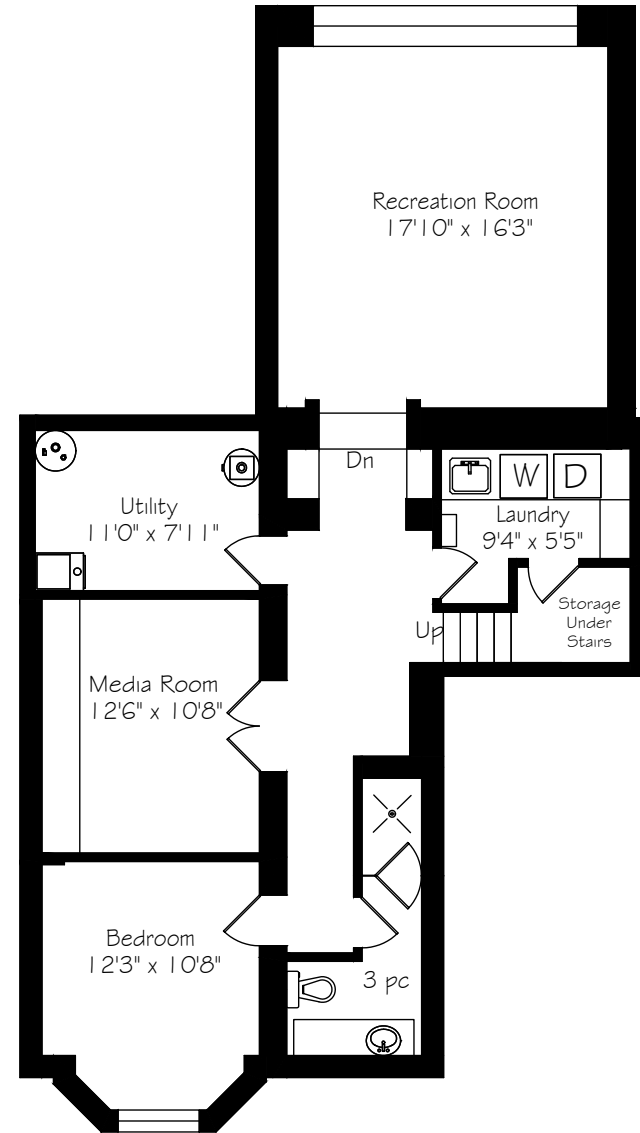 Recreation Room
17'10" x 16'3"
Dn
W D
Utility
11'0" x 7'11"
Laundry
9'4" x 5'5"
Storage
Under
Stairs
Up
Media Room
12'6" x 10'8"
Bedroom
12'3" x 10'8"
3 pc